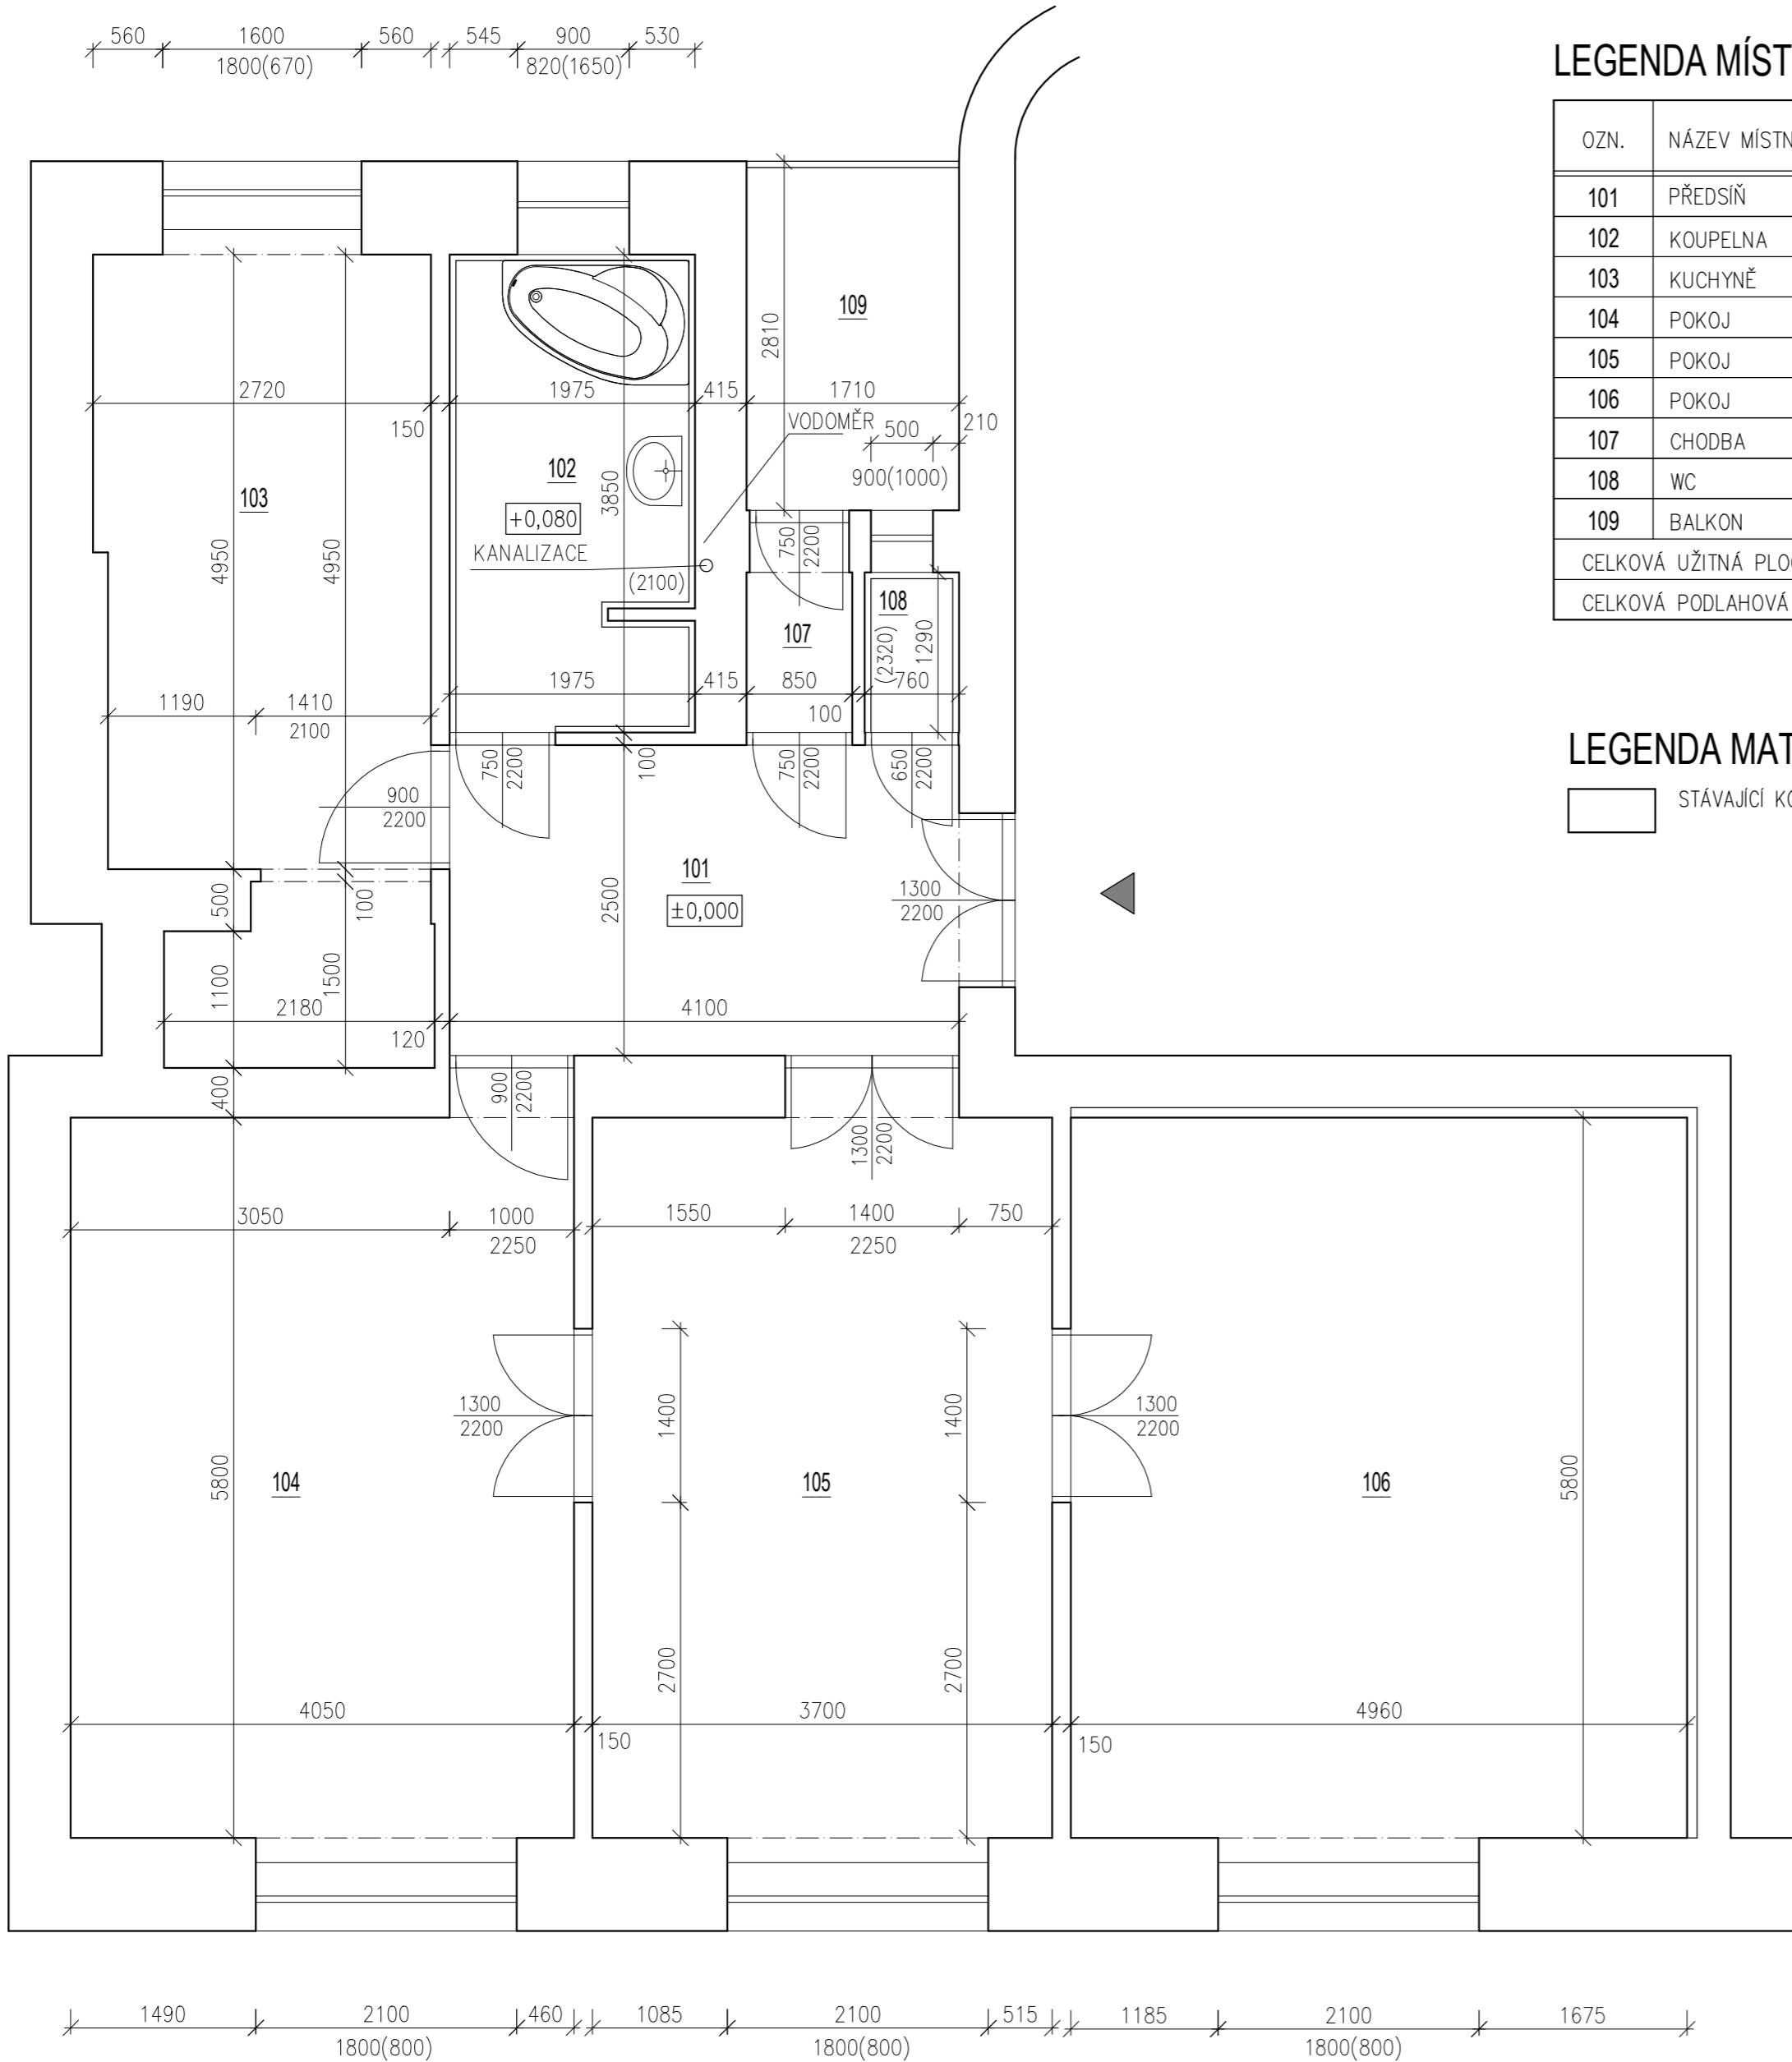 560 1600 560 545 900 530
1800(670) 820(1650)
LEGENDA MÍST
OZN. NÁZEV MÍSTN
101 PŘEDSÍŇ
102 KOUPELNA
103 KUCHYNĚ
104 POKOJ
105 POKOJ
106 POKOJ
107 CHODBA
108 WC
109 BALKON
CELKOVÁ UŽITNÁ PLO
CELKOVÁ PODLAHOVÁ
109
2810
2720 1975 415 1710
150 VODOMĚR 500 210
900(1000)
102
103
3850
+0,080
KANALIZACE
(2100)
4950 4950
750
2200
108
107
(2320)
1290
1975 415 850 760
100
1190 1410
2100
LEGENDA MAT
STÁVAJÍCÍ KO
750
2200
100
750
2200
650
2200
900
2200
101
±0,000
2500
1300
2200
500
100
1100
1500
2180 4100
120
400
900
2200
1300
2200
3050 1000 1550 1400 750
2250 2250
1400 1400
1300
2200
1300
2200
104 105 106
5800 5800
2700 2700
4050 3700 4960
150 150
1490 2100 460 1085 2100 515 1185 2100 1675
1800(800) 1800(800) 1800(800)